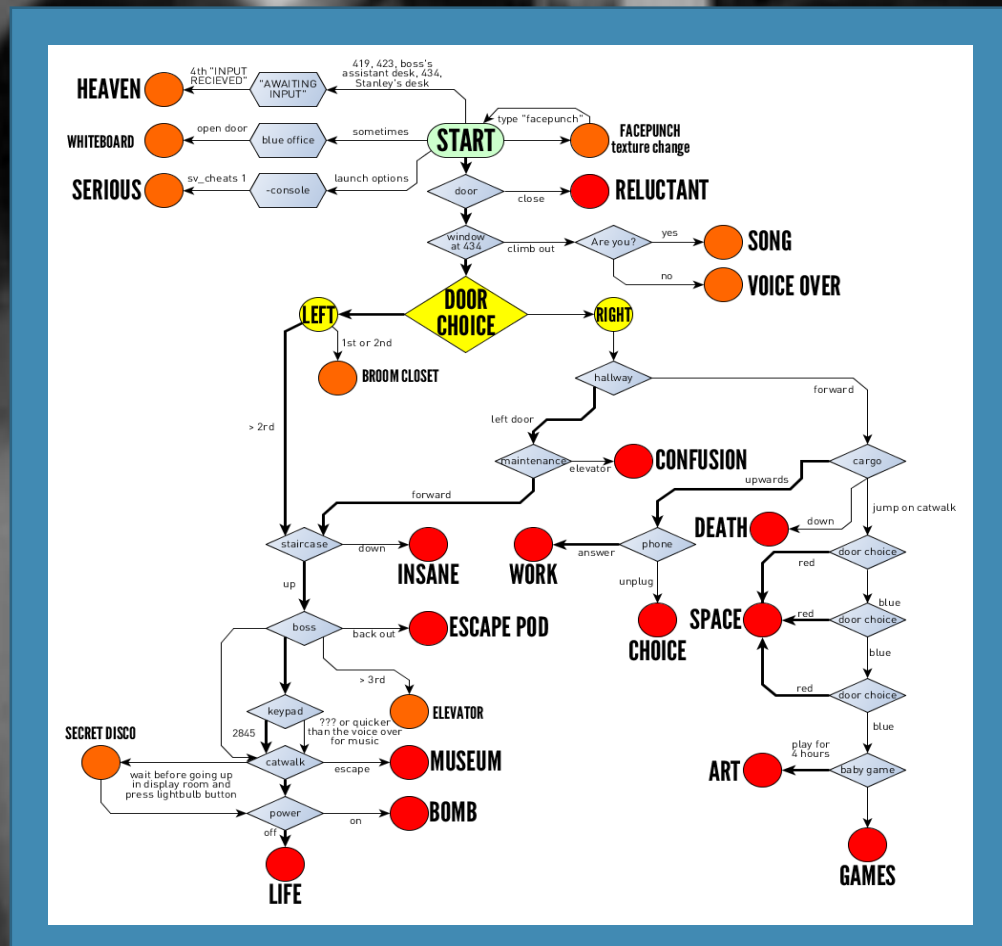 419, 423, boss's
assistant desk, 434,
Stanley's desk
4th "INPUT
RECIEVED"
HEAVEN
"AWAITING
INPUT"
type "facepunch"
WHITEBOARD
open door
blue office
sometimes
START
FACEPUNCH
texture change
SERIOUS
sv_cheats 1
-console
launch options
door
close
RELUCTANT
window
at 434
climb out
Are you?
yes
SONG
no
VOICE OVER
LEFT
DOOR
CHOICE
RIGHT
1st or 2nd
BROOM CLOSET
hallway
forward
left door
> 2rd
maintenance
elevator
CONFUSION
cargo
upwards
forward
jump on catwalk
DEATH
down
staircase
down
INSANE
WORK
answer
phone
door choice
red
up
unplug
CHOICE
blue
boss
back out
ESCAPE POD
SPACE
red
door choice
blue
> 3rd
red
door choice
keypad
ELEVATOR
blue
2845
??? or quicker
than the voice over
for music
SECRET DISCO
catwalk
escape
MUSEUM
play for
4 hours
ART
baby game
wait before going up
in display room and
press lightbulb button
power
on
BOMB
off
LIFE
GAMES